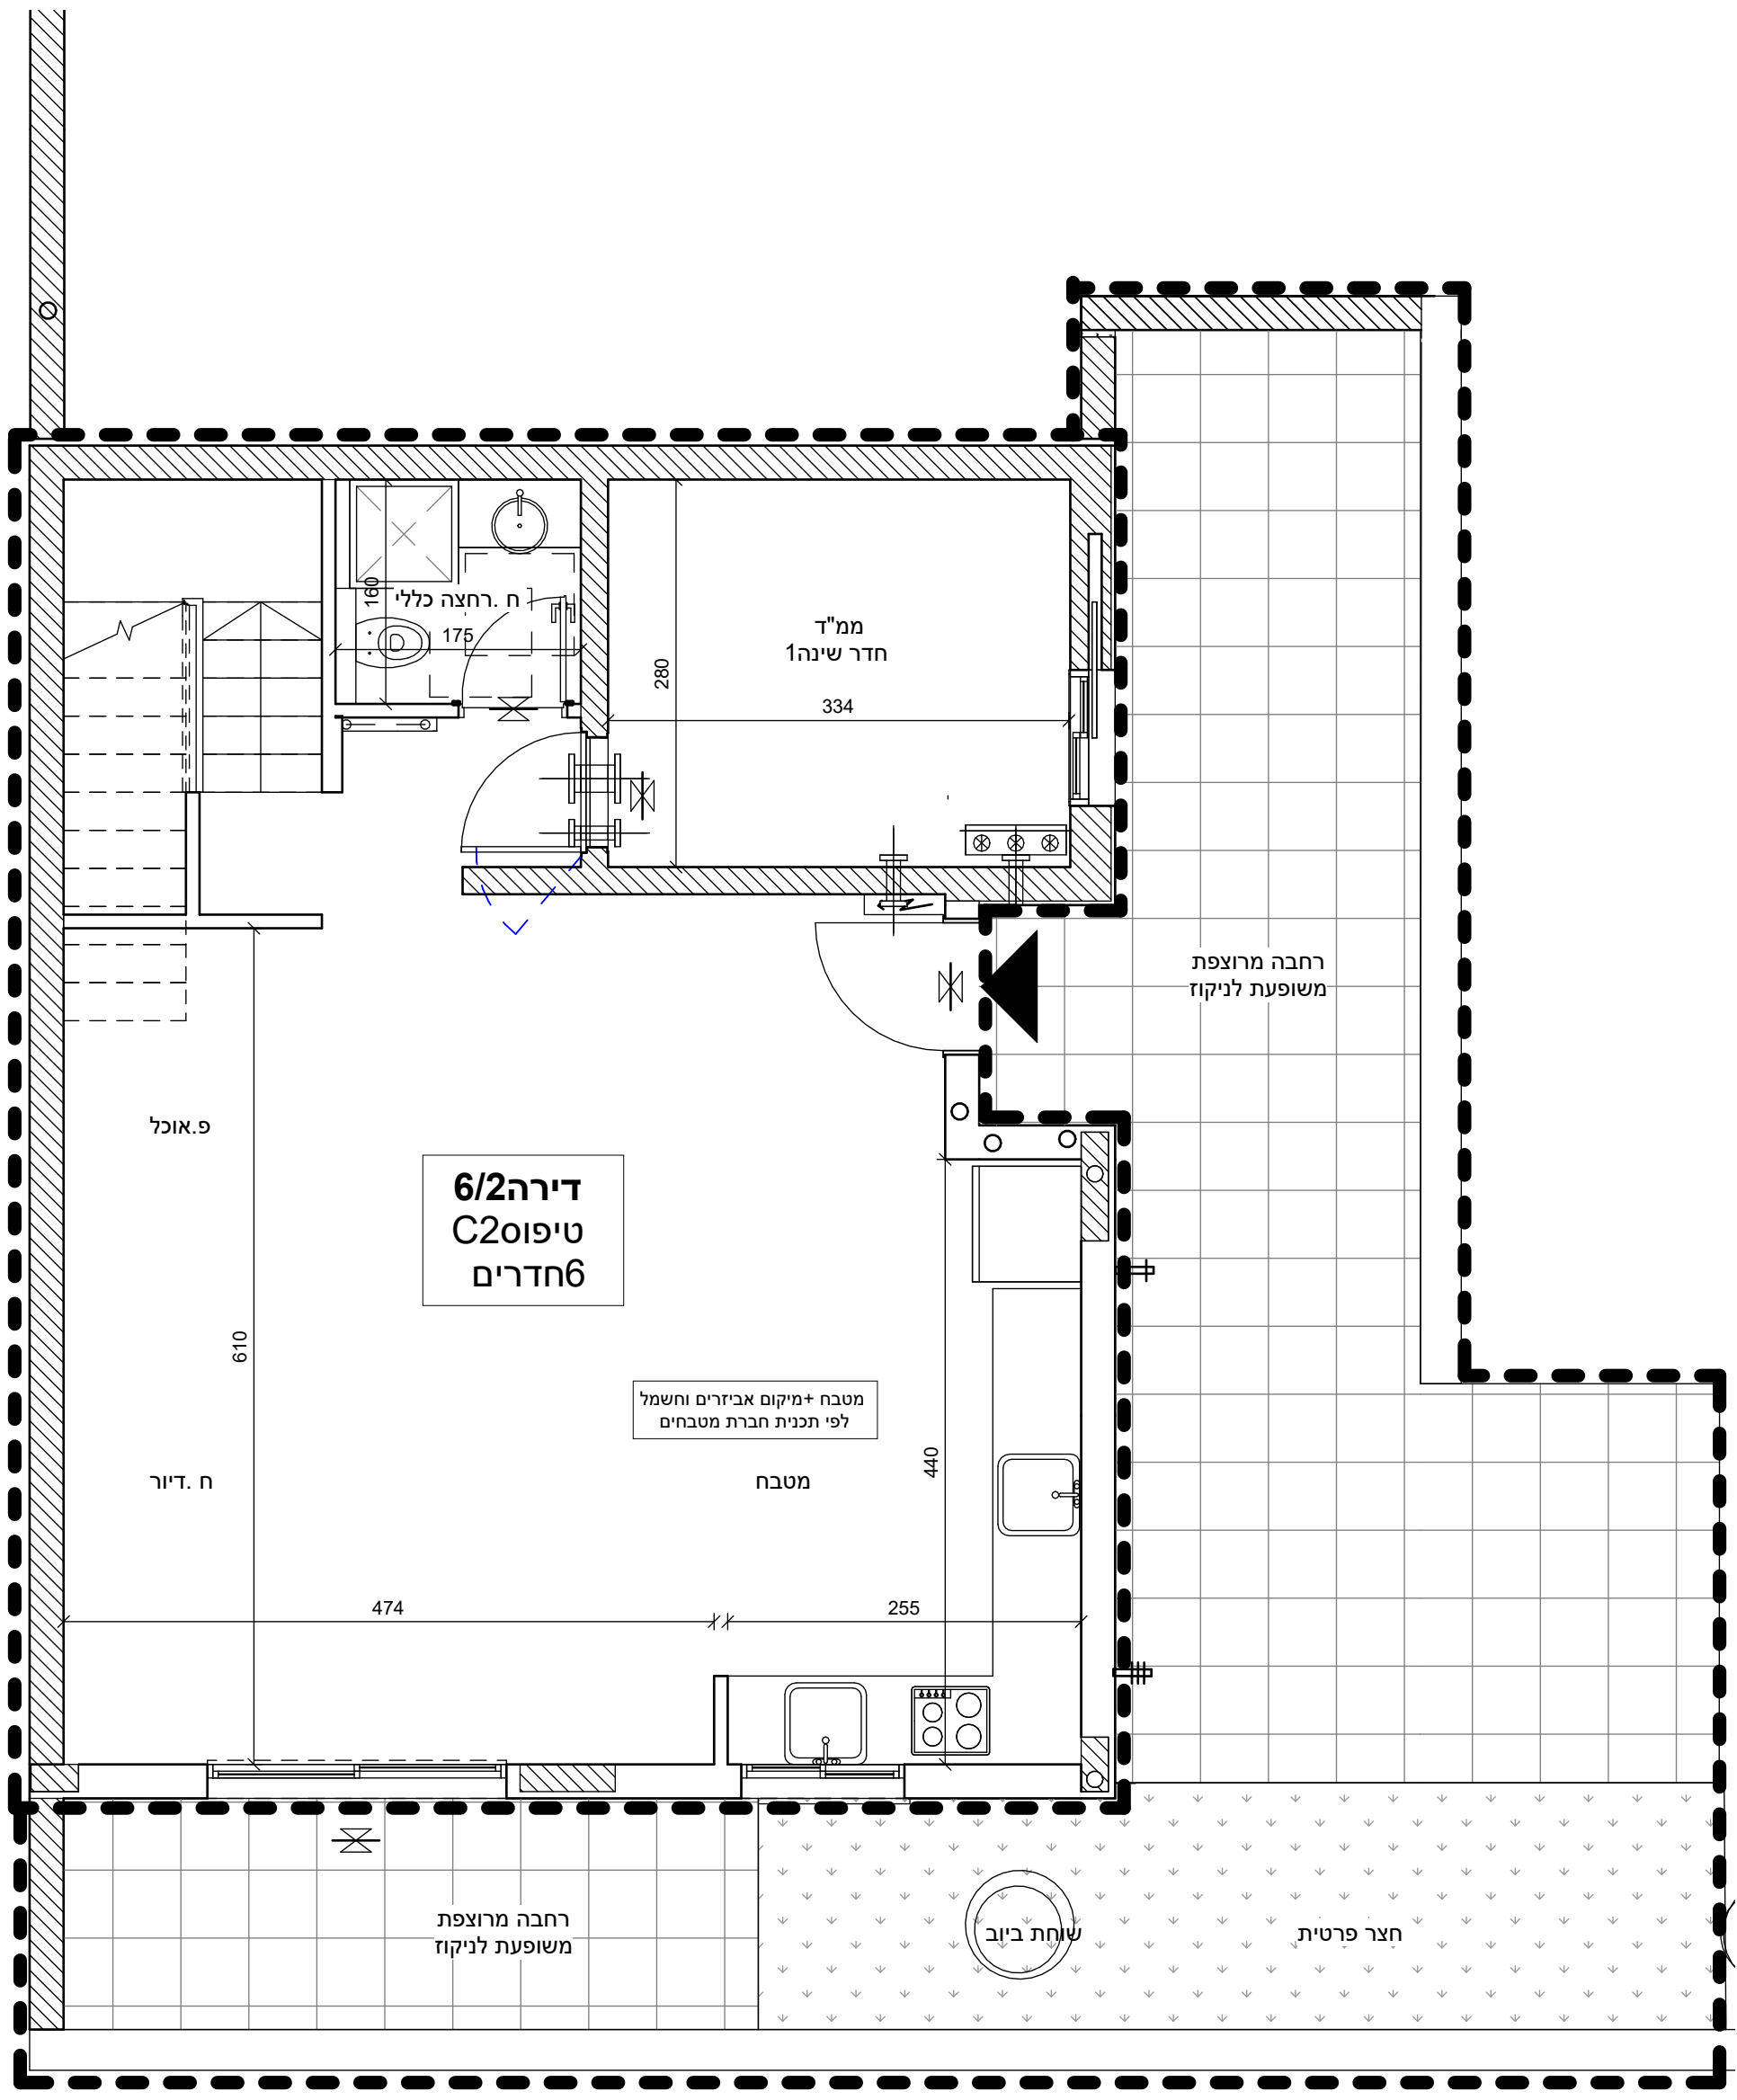 ח .רחצה כללי
160
175
ממ"ד
חדר שינה1
280
334
רחבה מרוצפת
משופעת לניקוז
פ.אוכל
דירה6/2
טיפוסC2
6חדרים
610
מטבח +מיקום אביזרים וחשמל
לפי תכנית חברת מטבחים
440
ח .דיור
מטבח
474
255
רחבה מרוצפת
משופעת לניקוז
שוחת ביוב
חצר פרטית